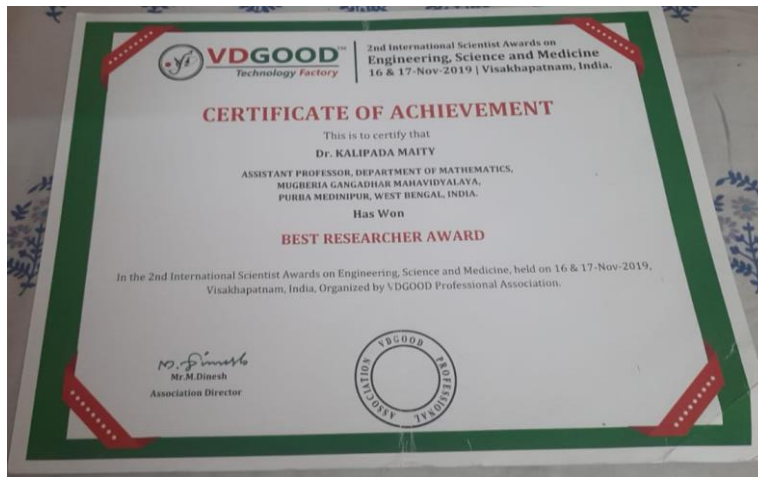 VDGOOD™
Technology Factory
2nd International Scientist Awards on
Engineering, Science and Medicine
16 & 17-Nov-2019 | Visakhapatnam, India.
CERTIFICATE OF ACHIEVEMENT
This is to certify that
Dr. KALIPADA MAITY
ASSISTANT PROFESSOR, DEPARTMENT OF MATHEMATICS,
MUGBERIA GANGADHAR MAHAVIDYALAYA,
PURBA MEDINIPUR, WEST BENGAL, INDIA.
Has Won
BEST RESEARCHER AWARD
In the 2nd International Scientist Awards on Engineering, Science and Medicine, held on 16 & 17-Nov-2019,
Visakhapatnam, India, Organized by VDGOOD Professional Association.
M. Dinesh
Mr.M.Dinesh
Association Director
VDGOOD PROFESSIONAL ASSOCIATION